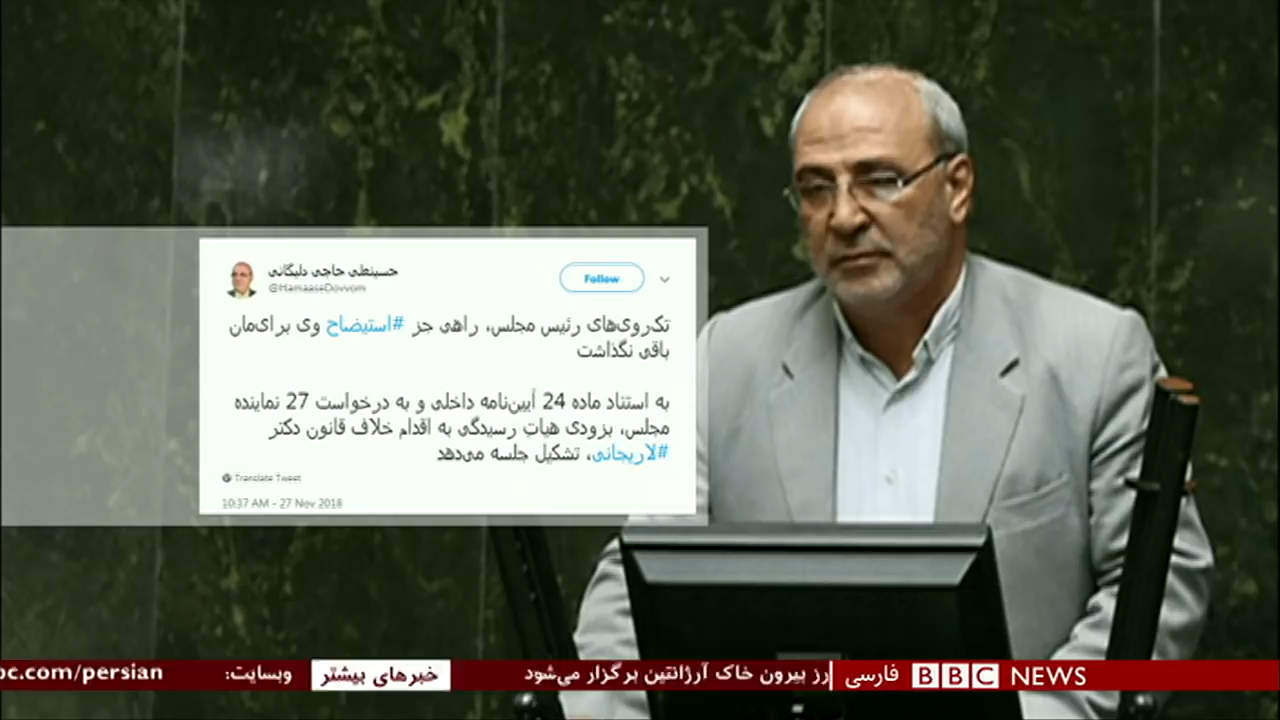 حسینعلی حاجی دلیگانی
@HamaaseDovvom
Follow
تک‌روی‌های رئیس مجلس، راهی جز #استیضاح وی برای‌مان
باقی نگذاشت
به استناد ماده 24 آیین‌نامه داخلی و به درخواست 27 نماینده
مجلس، بزودی هیاتِ رسیدگی به اقدام خلاف قانون دکتر
#لاریجانی، تشکیل جلسه می‌دهد
Translate Tweet
10:37 AM - 27 Nov 2018
BBC NEWS فارسی
رز بیرون خاک آرژانتین برگزار می‌شود
خبرهای بیشتر
وبسایت:
bc.com/persian